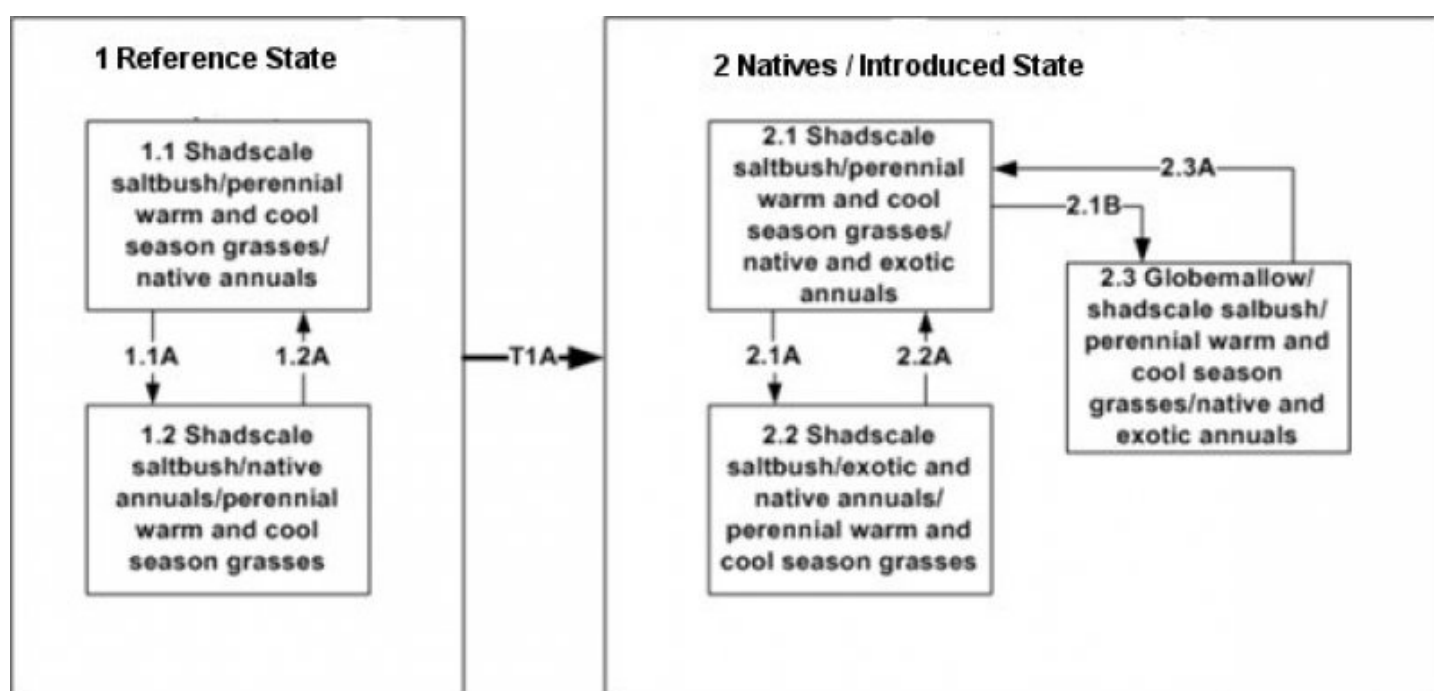 1 Reference State
1.1 Shadscale
saltbush/perennial
warm and cool
season grasses/
native annuals
1.1A
1.2A
1.2 Shadscale
saltbush/native
annuals/perennial
warm and cool
season grasses
T1A
2 Natives / Introduced State
2.1 Shadscale
saltbush/perennial
warm and cool
season grasses/
native and exotic
annuals
2.3A
2.1B
2.3 Globemallow/
shadscale salbush/
perennial warm and
cool season
grasses/native and
exotic annuals
2.1A
2.2A
2.2 Shadscale
saltbush/exotic and
native annuals/
perennial warm and
cool season grasses